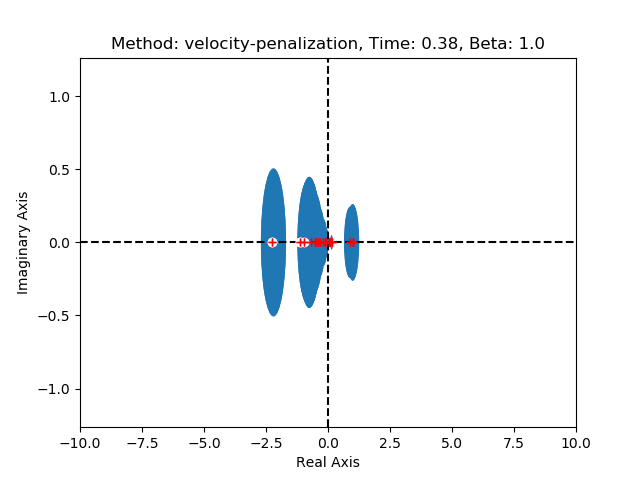 Method: velocity-penalization, Time: 0.38, Beta: 1.0
1.0
0.5
0.0
−0.5
−1.0
Imaginary Axis
−10.0 −7.5 −5.0 −2.5 0.0 2.5 5.0 7.5 10.0
Real Axis